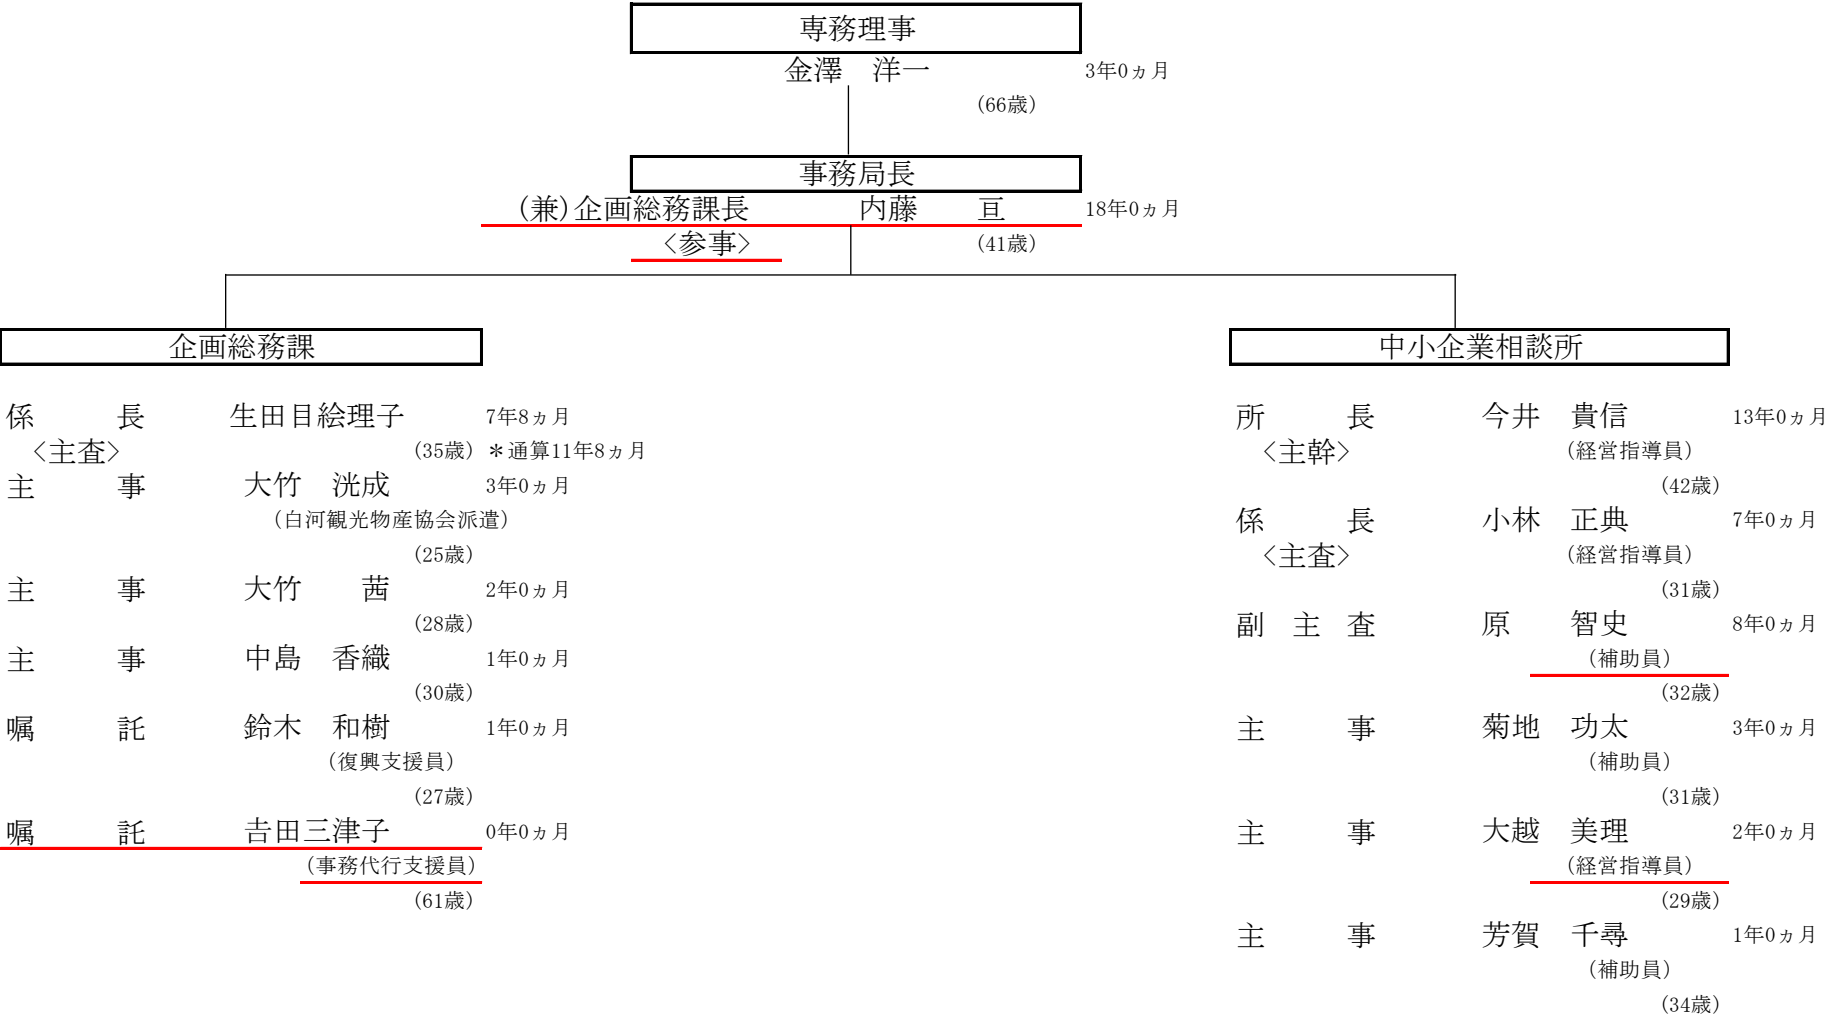 専務理事
金澤　洋一　3年0ヵ月
(66歳)
事務局長
(兼)企画総務課長　内藤　亘　18年0ヵ月
<参事>　(41歳)
企画総務課
係　長　生田目絵理子　7年8ヵ月
<主査>　(35歳)　＊通算11年8ヵ月
主　事　大竹　洸成　3年0ヵ月
(白河観光物産協会派遣)
(25歳)
主　事　大竹　茜　2年0ヵ月
(28歳)
主　事　中島　香織　1年0ヵ月
(30歳)
嘱　託　鈴木　和樹　1年0ヵ月
(復興支援員)
(27歳)
嘱　託　𠮷田三津子　0年0ヵ月
(事務代行支援員)
(61歳)
中小企業相談所
所　長　今井　貴信　13年0ヵ月
<主幹>　(経営指導員)
(42歳)
係　長　小林　正典　7年0ヵ月
<主査>　(経営指導員)
(31歳)
副　主　査　原　智史　8年0ヵ月
(補助員)
(32歳)
主　事　菊地　功太　3年0ヵ月
(補助員)
(31歳)
主　事　大越　美理　2年0ヵ月
(経営指導員)
(29歳)
主　事　芳賀　千尋　1年0ヵ月
(補助員)
(34歳)